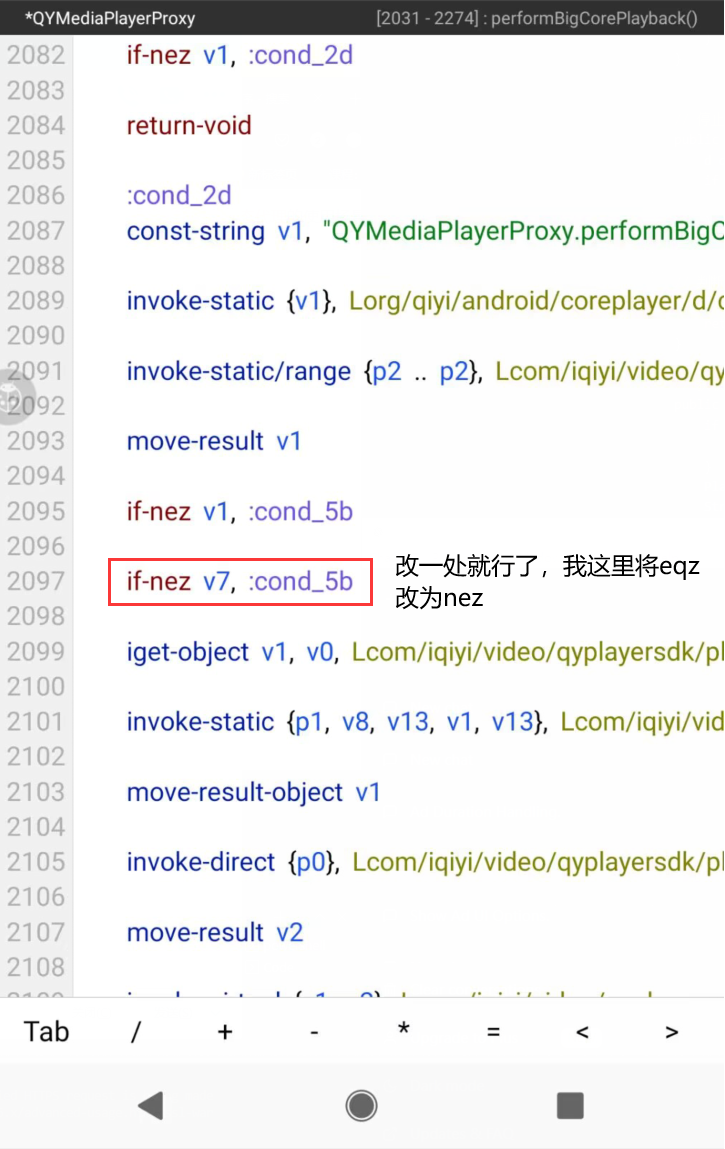 *QYMediaPlayerProxy [2031 - 2274] : performBigCorePlayback()
2082 if-nez v1, :cond_2d
2083
2084 return-void
2085
2086 :cond_2d
2087 const-string v1, "QYMediaPlayerProxy.performBigC
2088
2089 invoke-static {v1}, Lorg/qiyi/android/coreplayer/d/
2090
2091 invoke-static/range {p2 .. p2}, Lcom/iqiyi/video/qy
2092
2093 move-result v1
2094
2095 if-nez v1, :cond_5b
2096
2097 if-nez v7, :cond_5b
改一处就行了，我这里将eqz
改为nez
2098
2099 iget-object v1, v0, Lcom/iqiyi/video/qyplayersdk/pl
2100
2101 invoke-static {p1, v8, v13, v1, v13}, Lcom/iqiyi/vid
2102
2103 move-result-object v1
2104
2105 invoke-direct {p0}, Lcom/iqiyi/video/qyplayersdk/pl
2106
2107 move-result v2
2108
Tab / + - * = < >